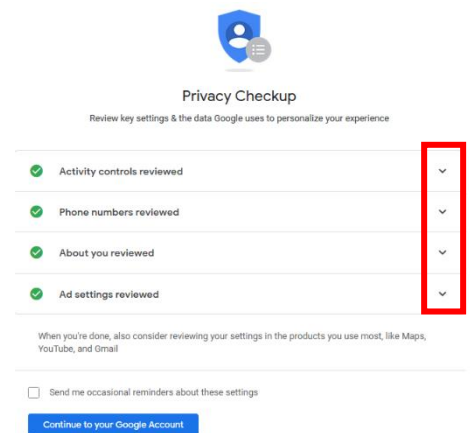 Privacy Checkup
Review key settings & the data Google uses to personalize your experience
Activity controls reviewed
Phone numbers reviewed
About you reviewed
Ad settings reviewed
When you're done, also consider reviewing your settings in the products you use most, like Maps,
YouTube, and Gmail
Send me occasional reminders about these settings
Continue to your Google Account